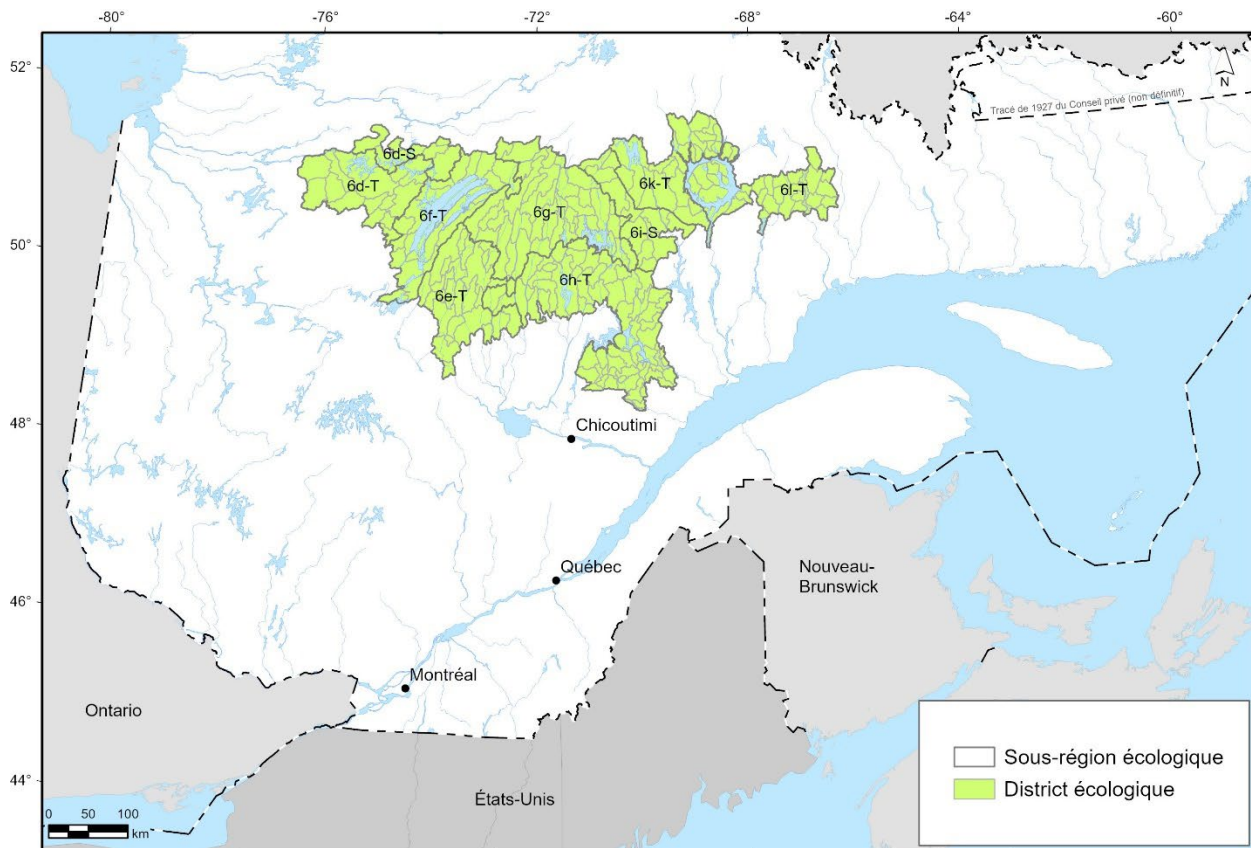 -80° -76° -72° -68° -64° -60°
52°
N
Tracé de 1927 du Conseil privé (non définitif)
6d-S
6d-T
6k-T
6l-T
6f-T
6g-T
6i-S
50°
6h-T
6e-T
48°
Chicoutimi
Québec
Nouveau-
Brunswick
46°
Montréal
Ontario
Sous-région écologique
District écologique
44°
États-Unis
0 50 100
km